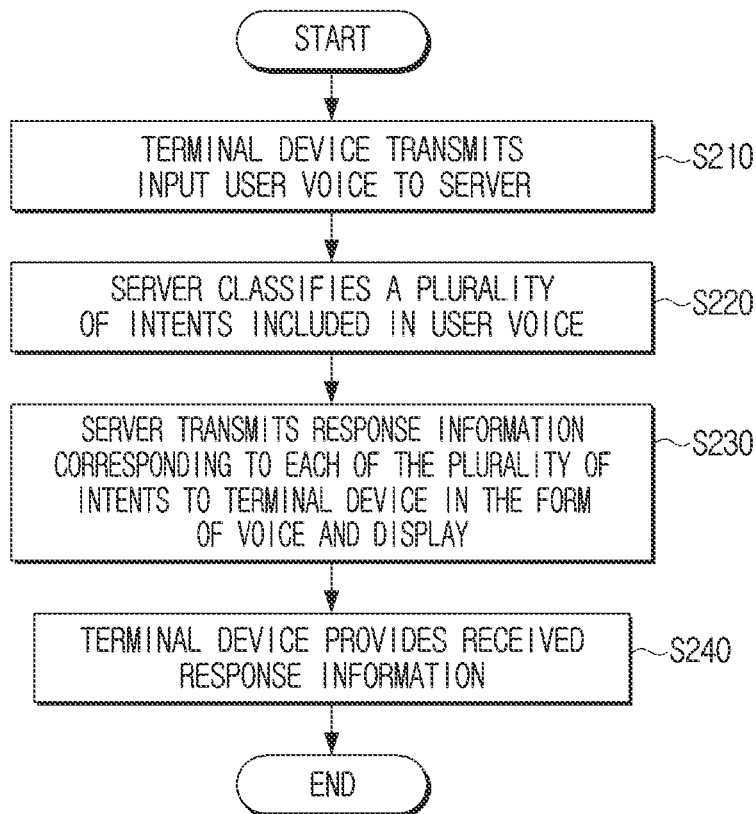 START
TERMINAL DEVICE TRANSMITS
INPUT USER VOICE TO SERVER
S210
SERVER CLASSIFIES A PLURALITY
OF INTENTS INCLUDED IN USER VOICE
S220
SERVER TRANSMITS RESPONSE INFORMATION
CORRESPONDING TO EACH OF THE PLURALITY OF
INTENTS TO TERMINAL DEVICE IN THE FORM
OF VOICE AND DISPLAY
S230
TERMINAL DEVICE PROVIDES RECEIVED
RESPONSE INFORMATION
S240
END